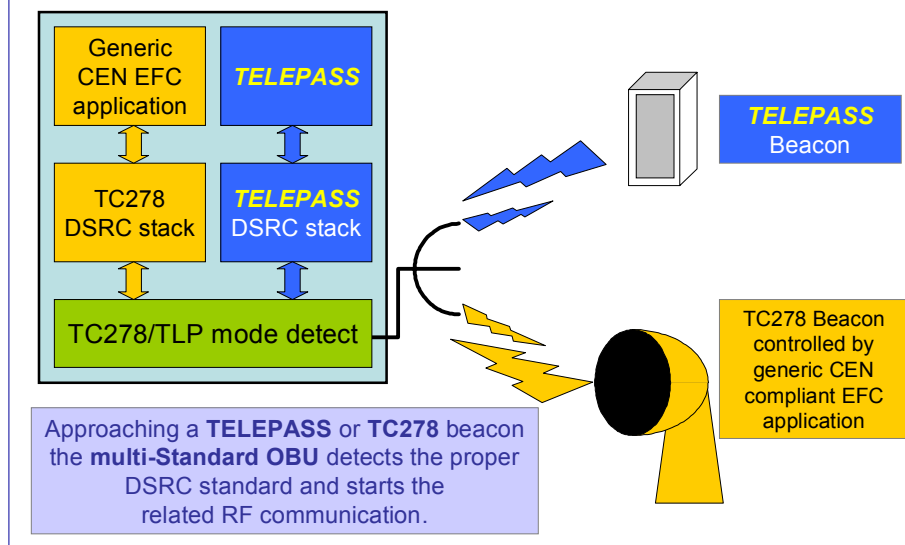 Generic
CEN EFC
application
TELEPASS
TC278
DSRC stack
TELEPASS
DSRC stack
TC278/TLP mode detect
TELEPASS
Beacon
TC278 Beacon
controlled by
generic CEN
compliant EFC
application
Approaching a TELEPASS or TC278 beacon
the multi-Standard OBU detects the proper
DSRC standard and starts the
related RF communication.